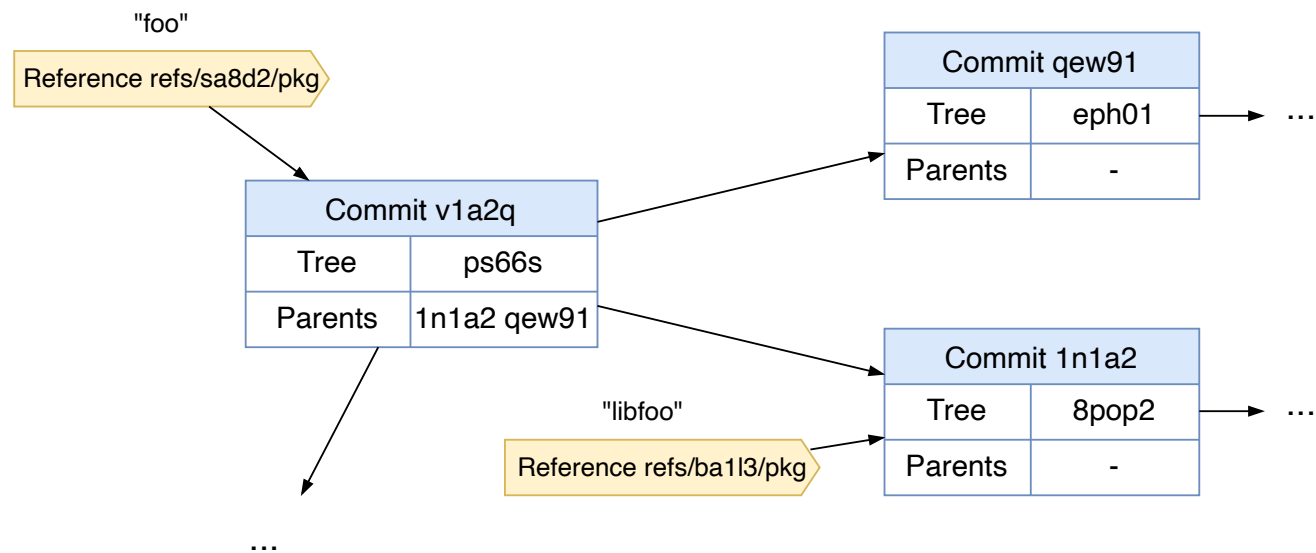 "foo"
Reference refs/sa8d2/pkg
Commit v1a2q
Tree ps66s
Parents 1n1a2 qew91
...
Commit qew91
Tree eph01
Parents -
...
"libfoo"
Reference refs/ba1l3/pkg
Commit 1n1a2
Tree 8pop2
Parents -
...